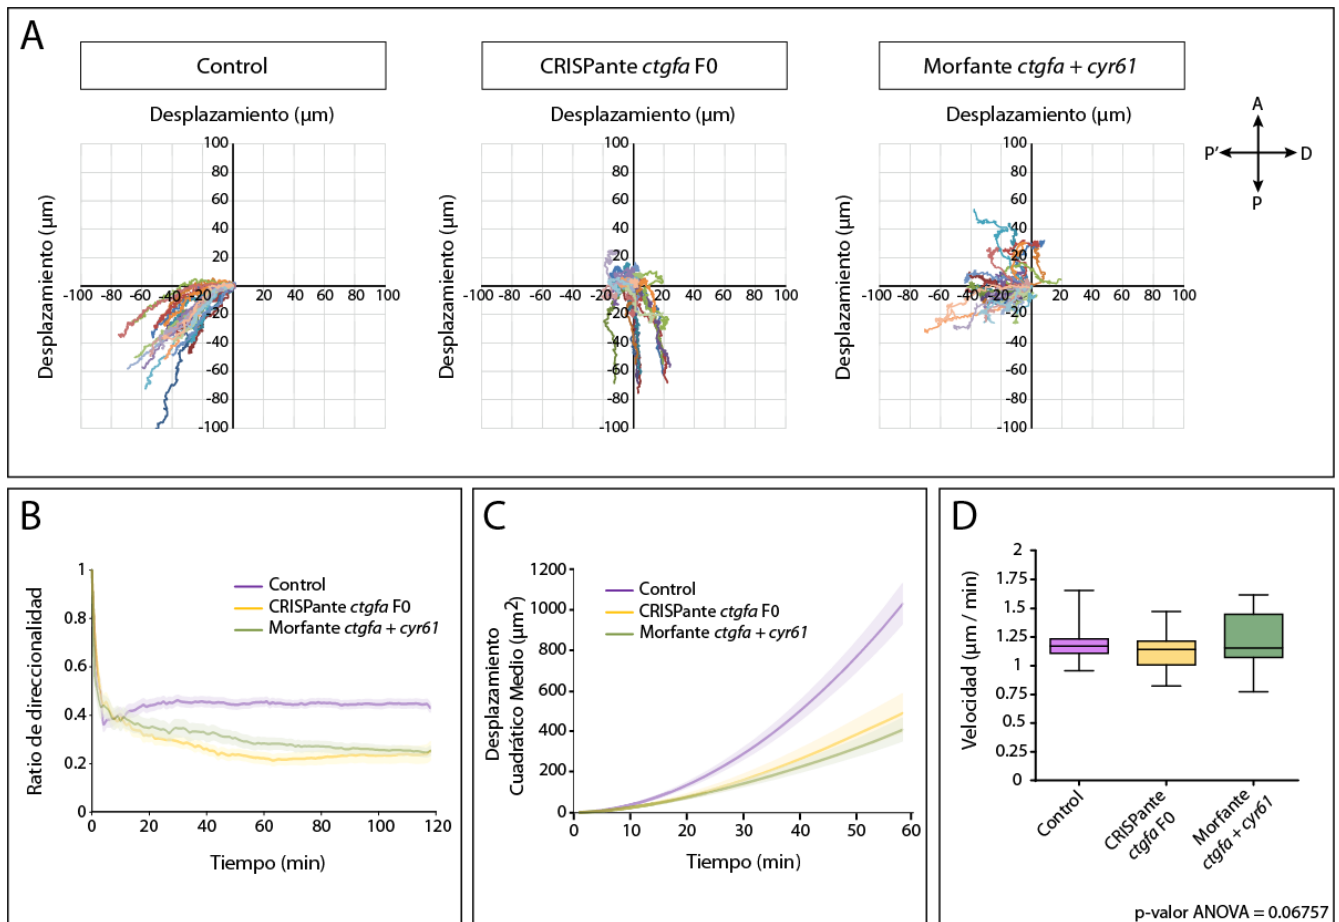 A
Control
CRISPante ctgfa F0
Morfante ctgfa + cyr61
Desplazamiento (µm)
Desplazamiento (µm)
Desplazamiento (µm)
Desplazamiento (µm)
100
80
60
40
20
-100 -80 -60 -40 -20 20 40 60 80 100
-20
-40
-60
-80
-100
Desplazamiento (µm)
100
80
60
40
20
-100 -80 -60 -40 -20 20 40 60 80 100
-20
-40
-60
-80
-100
Desplazamiento (µm)
100
80
60
40
20
-100 -80 -60 -40 -20 20 40 60 80 100
-20
-40
-60
-80
-100
A
P' D
P
B
Ratio de direccionalidad
1
0.8
0.6
0.4
0.2
0
0 20 40 60 80 100 120
Tiempo (min)
Control
CRISPante ctgfa F0
Morfante ctgfa + cyr61
C
Desplazamiento
Cuadrático Medio (µm²)
1200
1000
800
600
400
200
0
0 10 20 30 40 50 60
Tiempo (min)
Control
CRISPante ctgfa F0
Morfante ctgfa + cyr61
D
Velocidad (µm / min)
2
1.75
1.5
1.25
1
0.75
0.5
0.25
0
Control
CRISPante
ctgfa F0
Morfante
ctgfa + cyr61
p-valor ANOVA = 0.06757